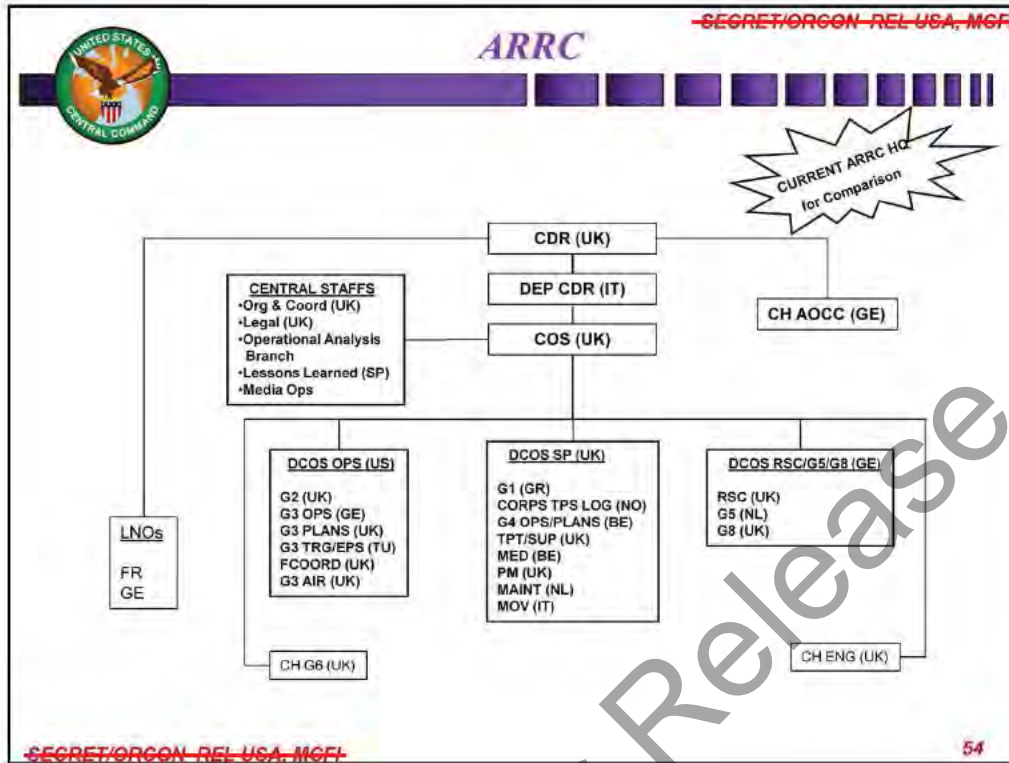 SECRET/ORCON REL USA, MCFI
ARRC
UNITED STATES
CENTRAL COMMAND
CURRENT ARRC HQ
for Comparison
CDR (UK)
DEP CDR (IT)
COS (UK)
CH AOCC (GE)
CENTRAL STAFFS
•Org & Coord (UK)
•Legal (UK)
•Operational Analysis
Branch
•Lessons Learned (SP)
•Media Ops
LNOs
FR
GE
DCOS OPS (US)
G2 (UK)
G3 OPS (GE)
G3 PLANS (UK)
G3 TRG/EPS (TU)
FCOORD (UK)
G3 AIR (UK)
DCOS SP (UK)
G1 (GR)
CORPS TPS LOG (NO)
G4 OPS/PLANS (BE)
TPT/SUP (UK)
MED (BE)
PM (UK)
MAINT (NL)
MOV (IT)
DCOS RSC/G5/G8 (GE)
RSC (UK)
G5 (NL)
G8 (UK)
CH G6 (UK)
CH ENG (UK)
Release
SECRET/ORCON REL USA, MCFI
54